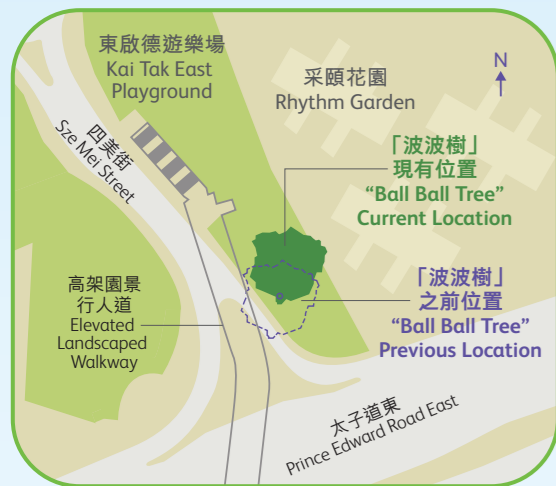 東啟德遊樂場
Kai Tak East
Playground
采頤花園
Rhythm Garden
N
四美街
Sze Mei Street
「波波樹」
現有位置
“Ball Ball Tree”
Current Location
高架園景
行人道
Elevated
Landscaped
Walkway
「波波樹」
之前位置
“Ball Ball Tree”
Previous Location
太子道東
Prince Edward Road East